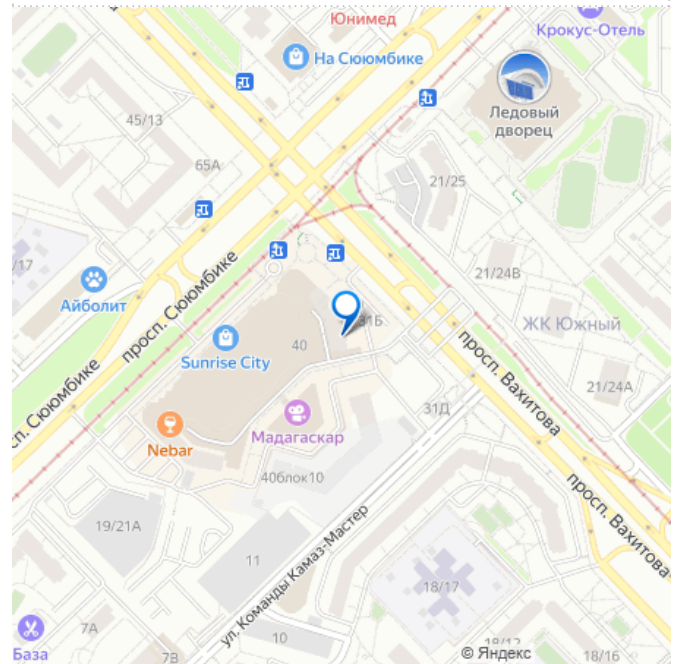 Юнимед
На Сююмбике
Крокус-Отель
Ледовый
дворец
45/13
65А
21/25
/17
Айболит
просп. Сююмбике
21/24В
31Б
ЖК Южный
Sunrise City
40
просп. Вахитова
сп. Сююмбике
21/24А
31Д
Nebar
Мадагаскар
40блок10
просп. Вахитова
19/21А
11
ул. Команды Камаз-Мастер
18/17
База
7А
7В
10
18/12
18/16
© Яндекс